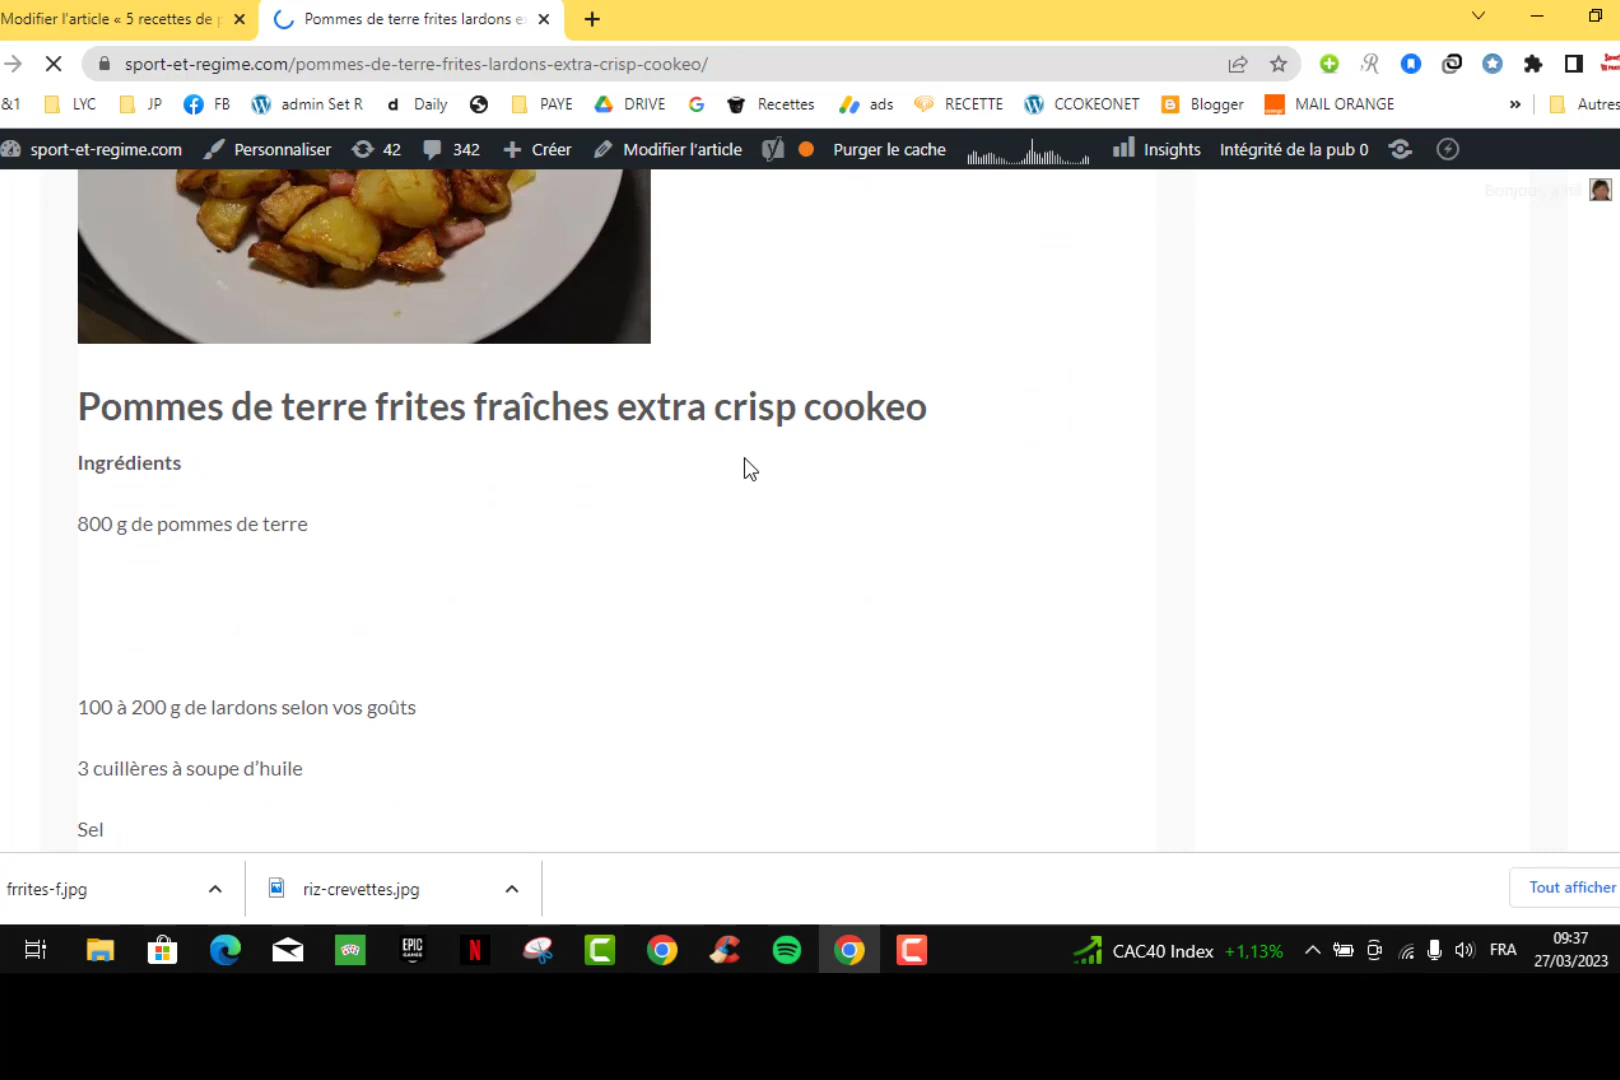 Modifier l'article « 5 recettes de
Pommes de terre frites lardons e
sport-et-regime.com/pommes-de-terre-frites-lardons-extra-crisp-cookeo/
&1 LYC JP FB admin Set R Daily PAYE DRIVE Recettes ads RECETTE CCOKEONET Blogger MAIL ORANGE » Autres
sport-et-regime.com Personnaliser 42 342 Créer Modifier l'article Purger le cache Insights Intégrité de la pub 0
Bonjour,
Pommes de terre frites fraîches extra crisp cookeo
Ingrédients
800 g de pommes de terre
100 à 200 g de lardons selon vos goûts
3 cuillères à soupe d'huile
Sel
frrites-f.jpg riz-crevettes.jpg Tout afficher
EPIC GAMES CAC40 Index +1,13% FRA 09:37
27/03/2023